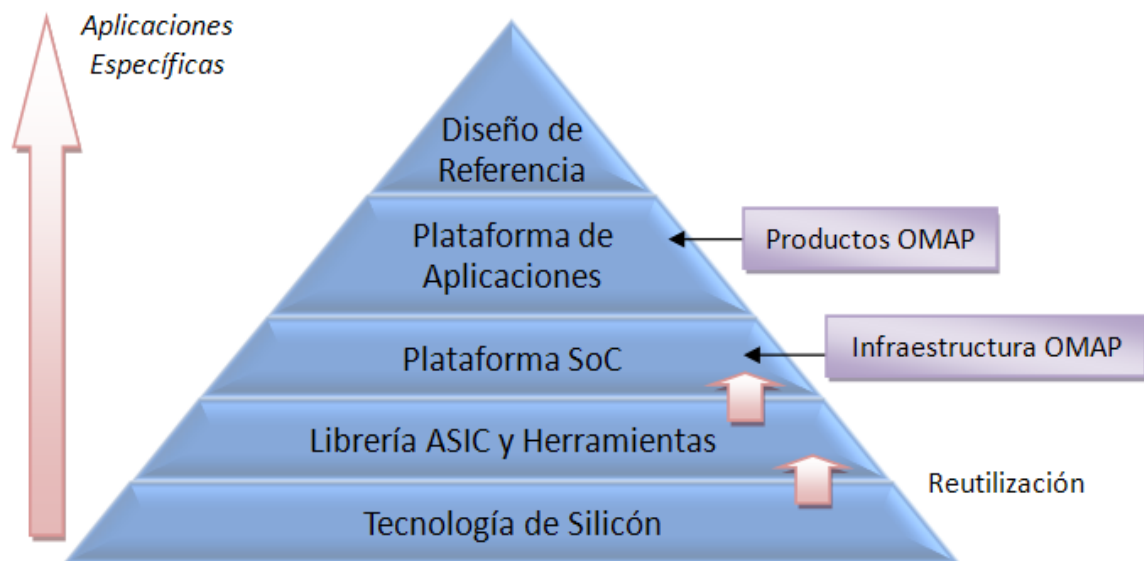 Aplicaciones
Específicas
Diseño de
Referencia
Plataforma de
Aplicaciones
Productos OMAP
Plataforma SoC
Infraestructura OMAP
Librería ASIC y Herramientas
Reutilización
Tecnología de Silicón